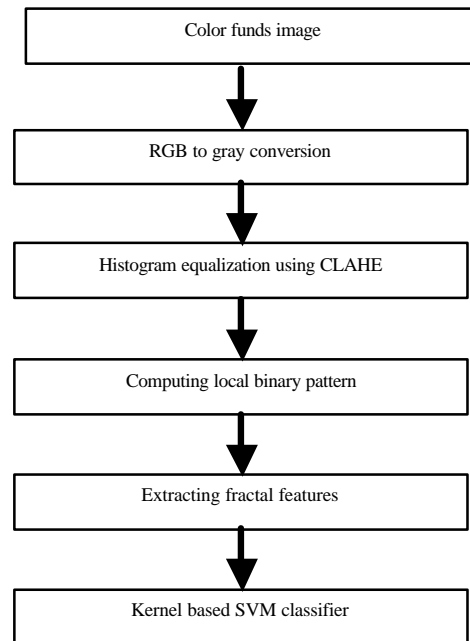 Color funds image
RGB to gray conversion
Histogram equalization using CLAHE
Computing local binary pattern
Extracting fractal features
Kernel based SVM classifier